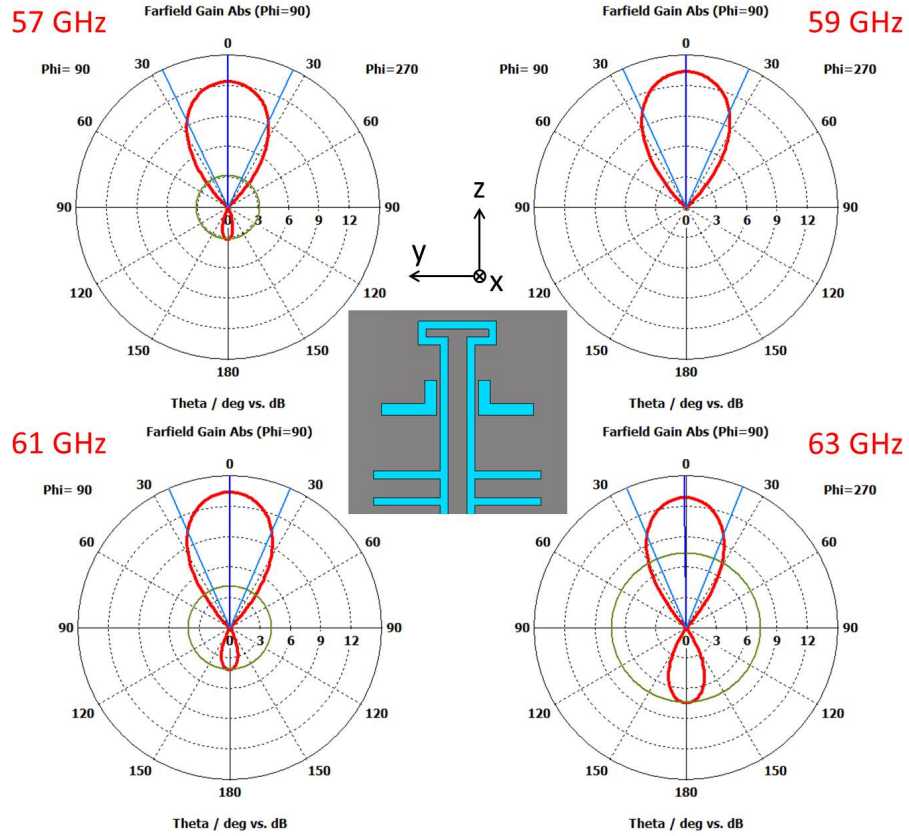 57 GHz
Farfield Gain Abs (Phi=90)
0
30 30
Phi= 90 Phi=270
60 60
90 0 3 6 9 12 90
120 120
150 150
180
Theta / deg vs. dB
59 GHz
Farfield Gain Abs (Phi=90)
0
30 30
Phi= 90 Phi=270
60 60
90 0 3 6 9 12 90
120 120
150 150
180
Theta / deg vs. dB
z
y
x
61 GHz
Farfield Gain Abs (Phi=90)
0
30 30
Phi= 90
60 60
90 0 3 6 9 12 90
120 120
150 150
180
Theta / deg vs. dB
63 GHz
Farfield Gain Abs (Phi=90)
0
30 30
Phi=270
60 60
90 0 3 6 9 12 90
120 120
150 150
180
Theta / deg vs. dB